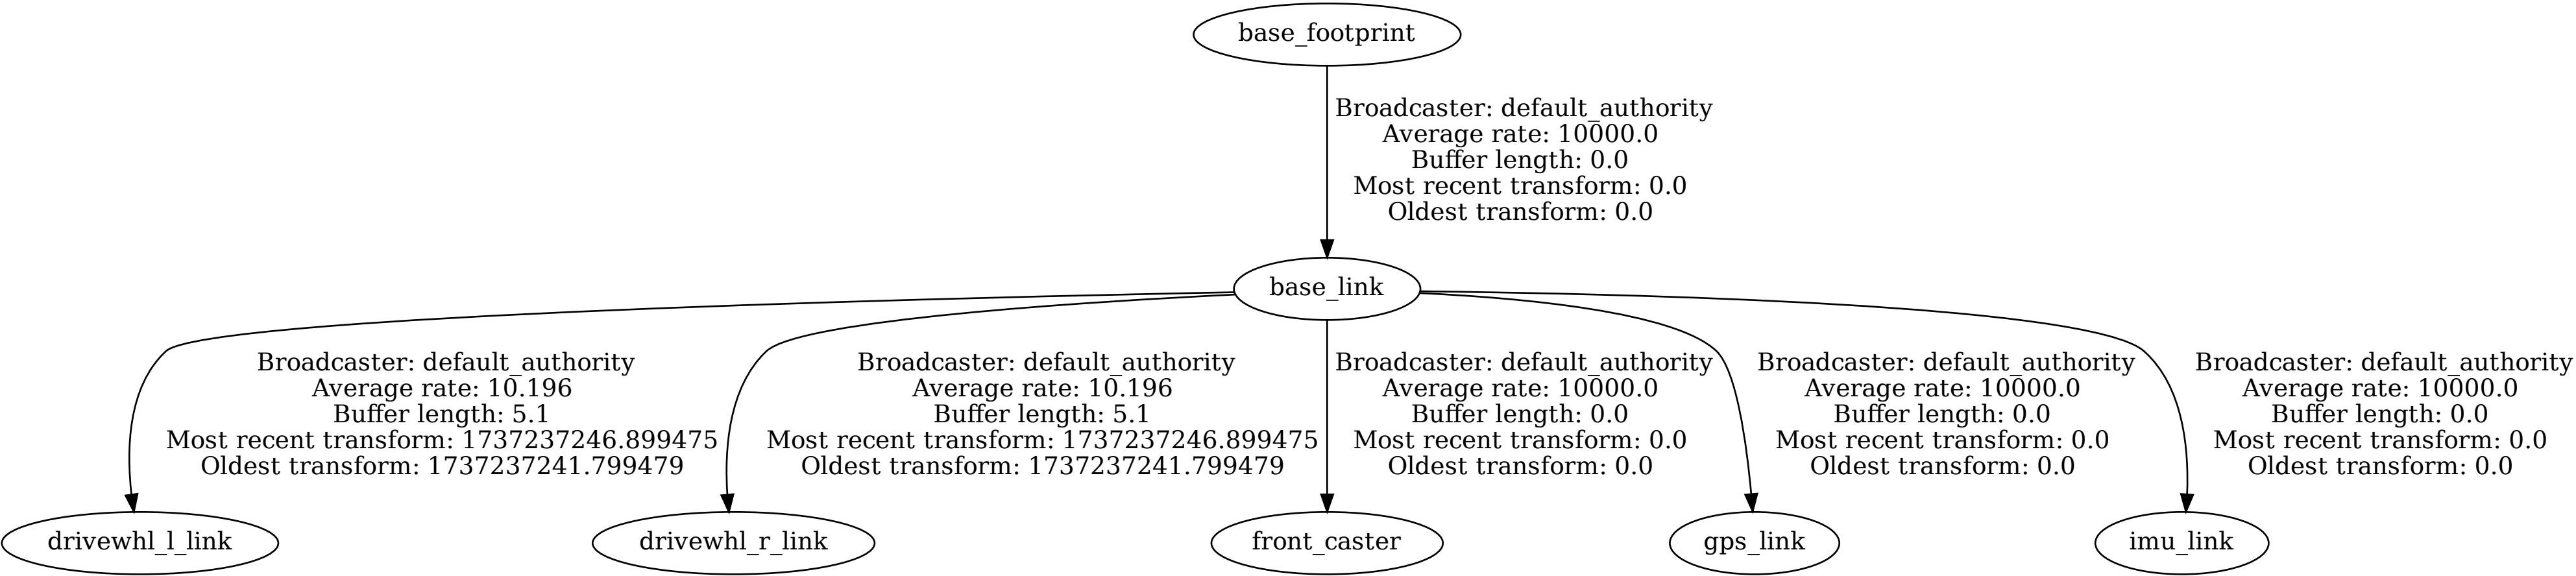 base_footprint
Broadcaster: default_authority
Average rate: 10000.0
Buffer length: 0.0
Most recent transform: 0.0
Oldest transform: 0.0
base_link
Broadcaster: default_authority
Average rate: 10.196
Buffer length: 5.1
Most recent transform: 1737237246.899475
Oldest transform: 1737237241.799479
Broadcaster: default_authority
Average rate: 10.196
Buffer length: 5.1
Most recent transform: 1737237246.899475
Oldest transform: 1737237241.799479
Broadcaster: default_authority
Average rate: 10000.0
Buffer length: 0.0
Most recent transform: 0.0
Oldest transform: 0.0
Broadcaster: default_authority
Average rate: 10000.0
Buffer length: 0.0
Most recent transform: 0.0
Oldest transform: 0.0
Broadcaster: default_authority
Average rate: 10000.0
Buffer length: 0.0
Most recent transform: 0.0
Oldest transform: 0.0
drivewhl_l_link
drivewhl_r_link
front_caster
gps_link
imu_link